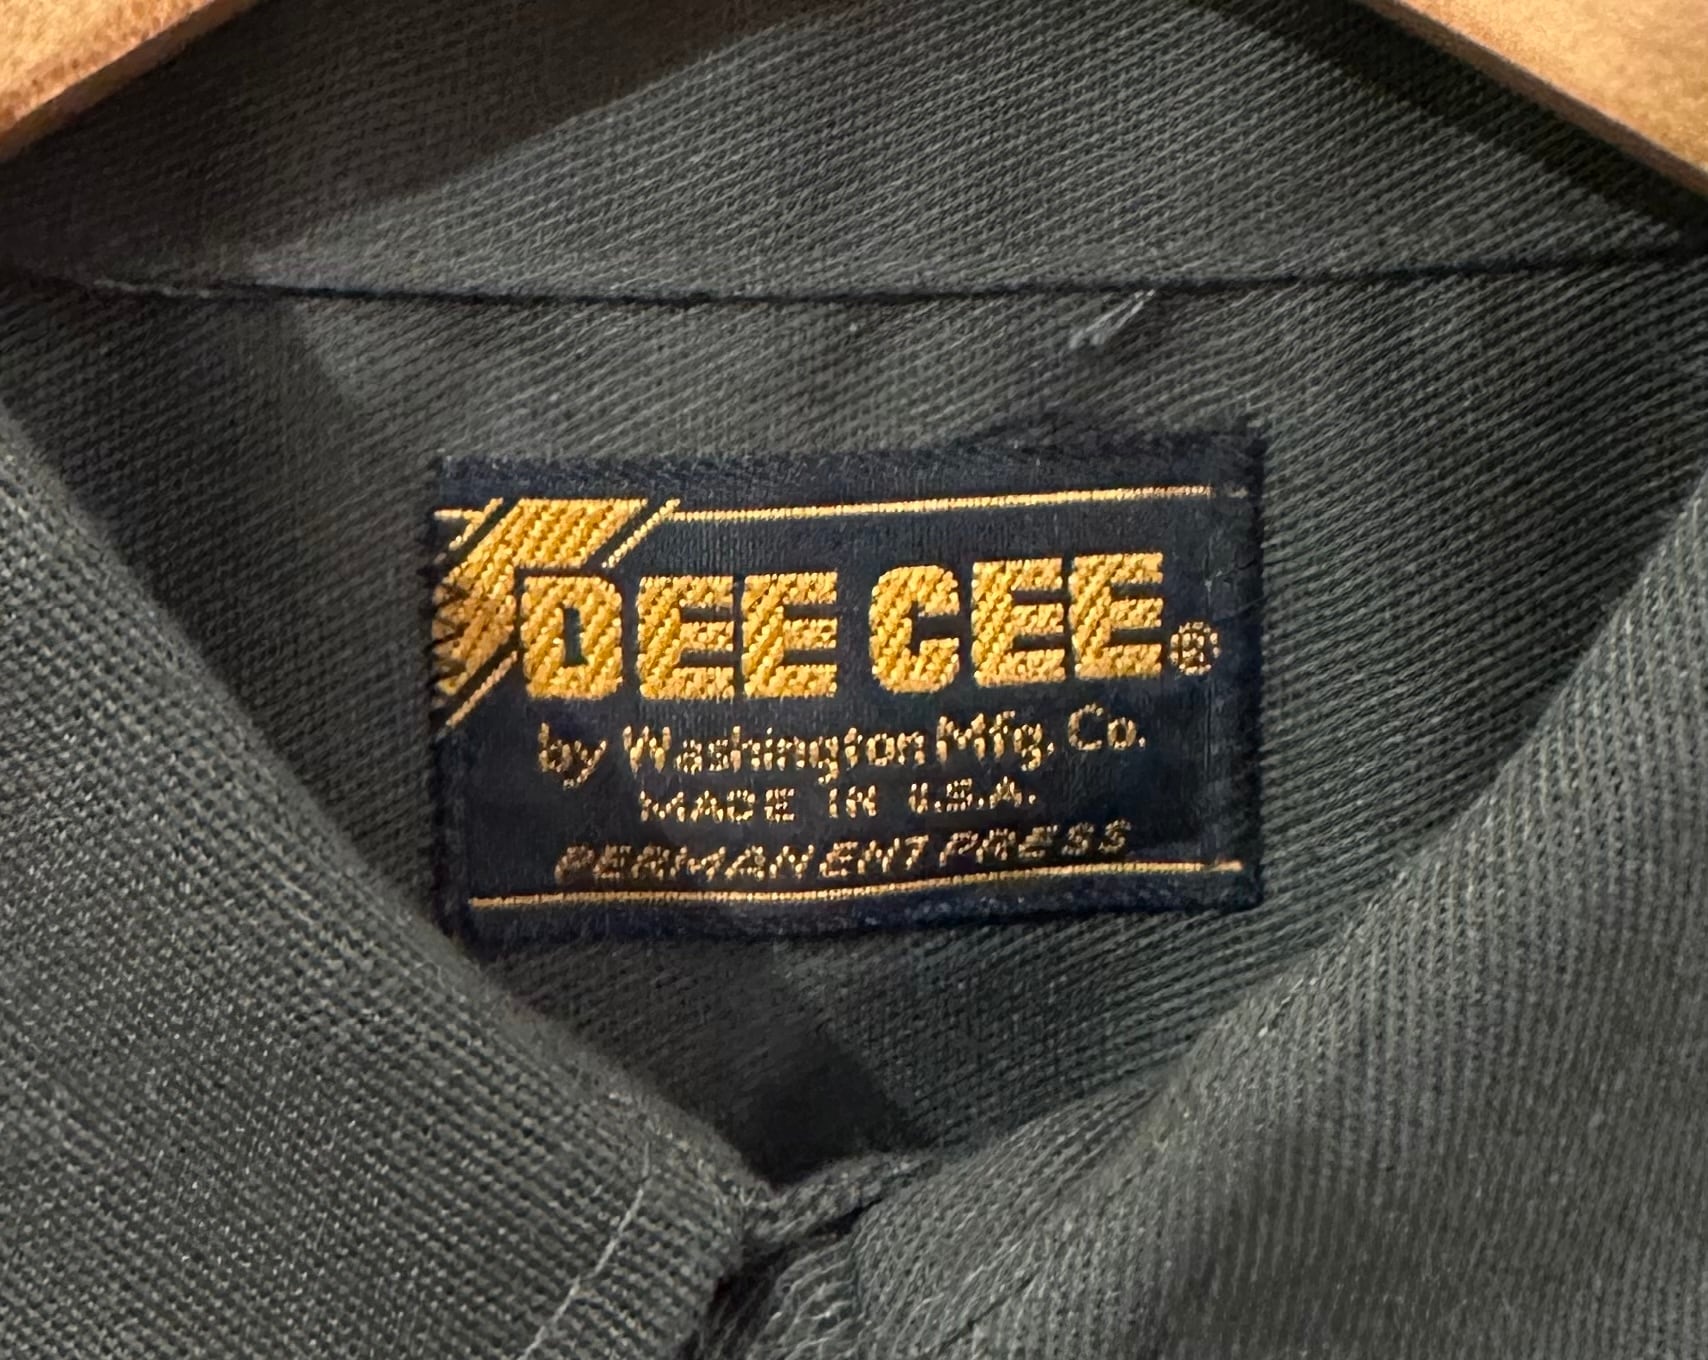 DEE CEE®
by Washington Mfg. Co.
MADE IN U.S.A.
PERMANENT PRESS